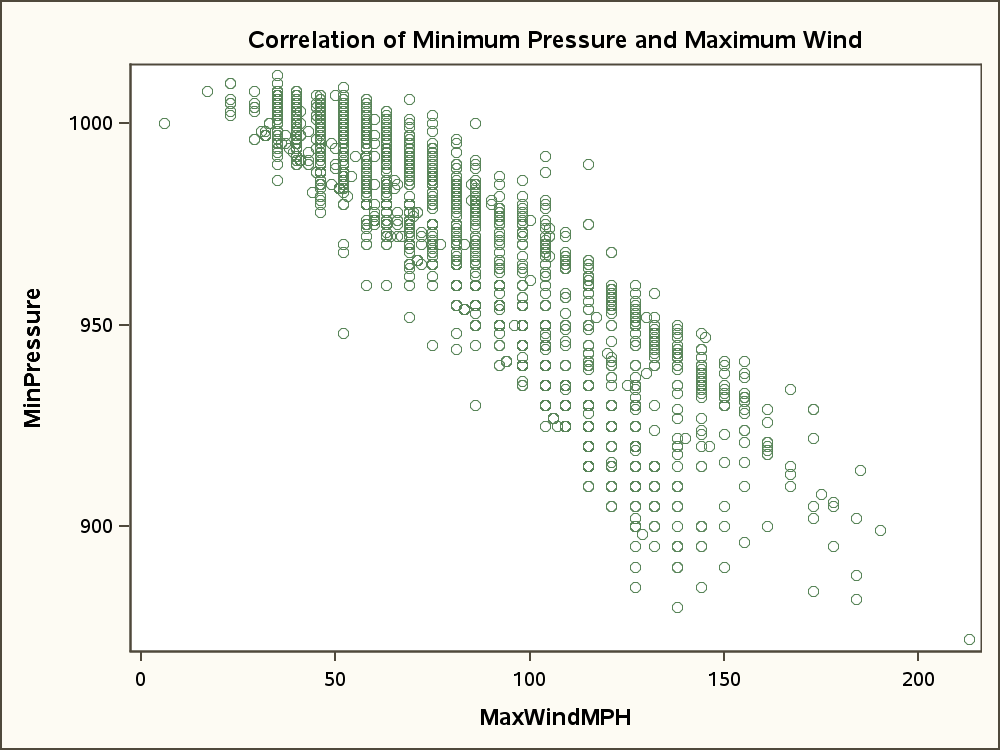 Correlation of Minimum Pressure and Maximum Wind
1000
950
900
MinPressure
0 50 100 150 200
MaxWindMPH